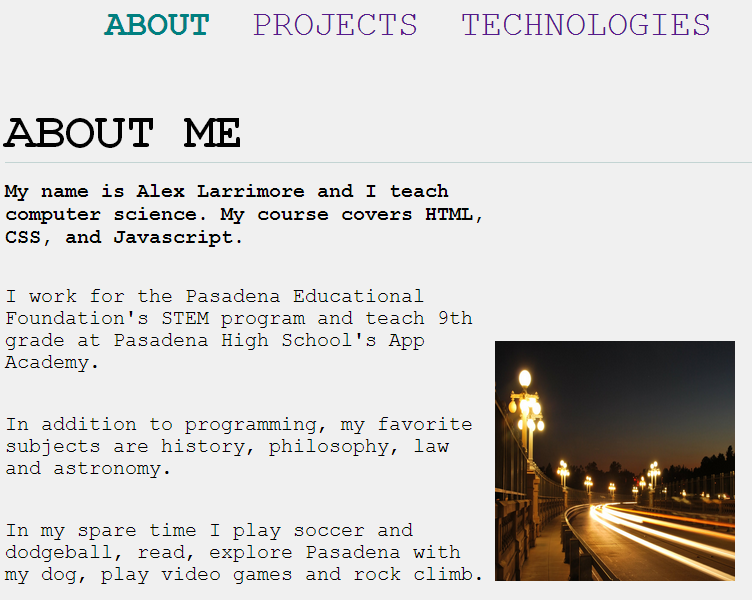 ABOUT PROJECTS TECHNOLOGIES
ABOUT ME
My name is Alex Larrimore and I teach
computer science. My course covers HTML,
CSS, and Javascript.
I work for the Pasadena Educational
Foundation's STEM program and teach 9th
grade at Pasadena High School's App
Academy.
In addition to programming, my favorite
subjects are history, philosophy, law
and astronomy.
In my spare time I play soccer and
dodgeball, read, explore Pasadena with
my dog, play video games and rock climb.